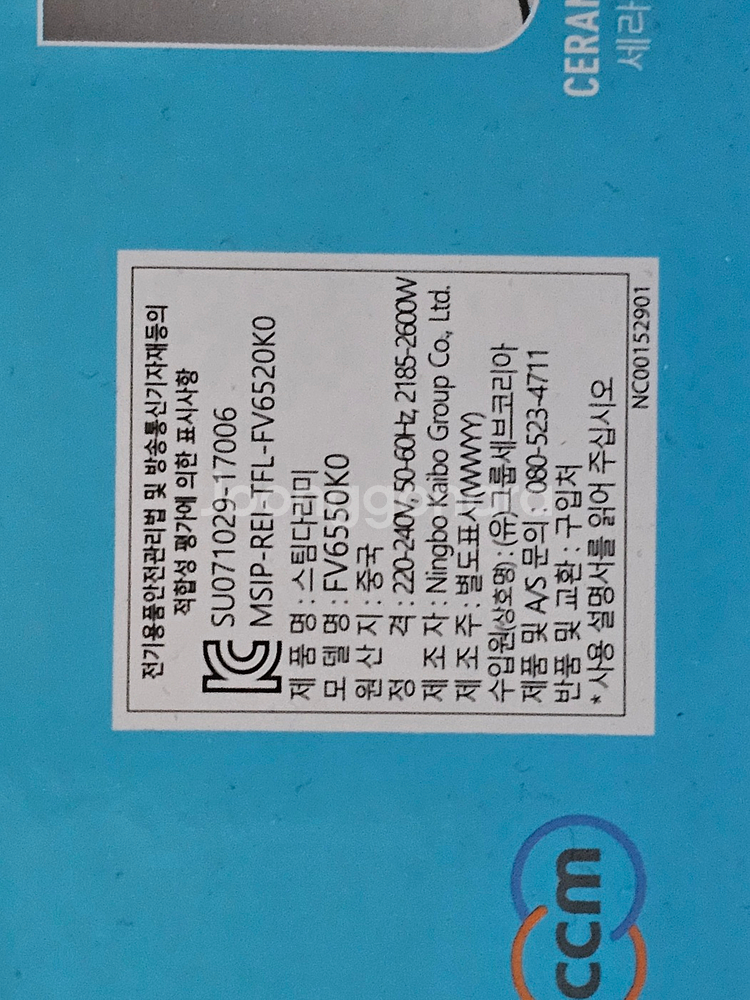 CERAM
세라
전기용품안전관리법 및 방송통신기자재등의
적합성 평가에 의한 표시사항
SU071029-17006
MSIP-REI-TFL-FV6520K0
제 품 명 : 스팀다리미
모 델 명 : FV6550K0
원 산 지 : 중국
정 격 : 220-240V, 50-60Hz, 2185-2600W
제 조 자 : Ningbo Kaibo Group Co., Ltd.
제 조 주 : 별도표시(WWYY)
수입원(상호명) : (유)그룹세브코리아
제품 및 A/S 문의 : 080-523-4711
반품 및 교환 : 구입처
* 사용 설명서를 읽어 주십시오
NC00152901
Joonggonara
ccm